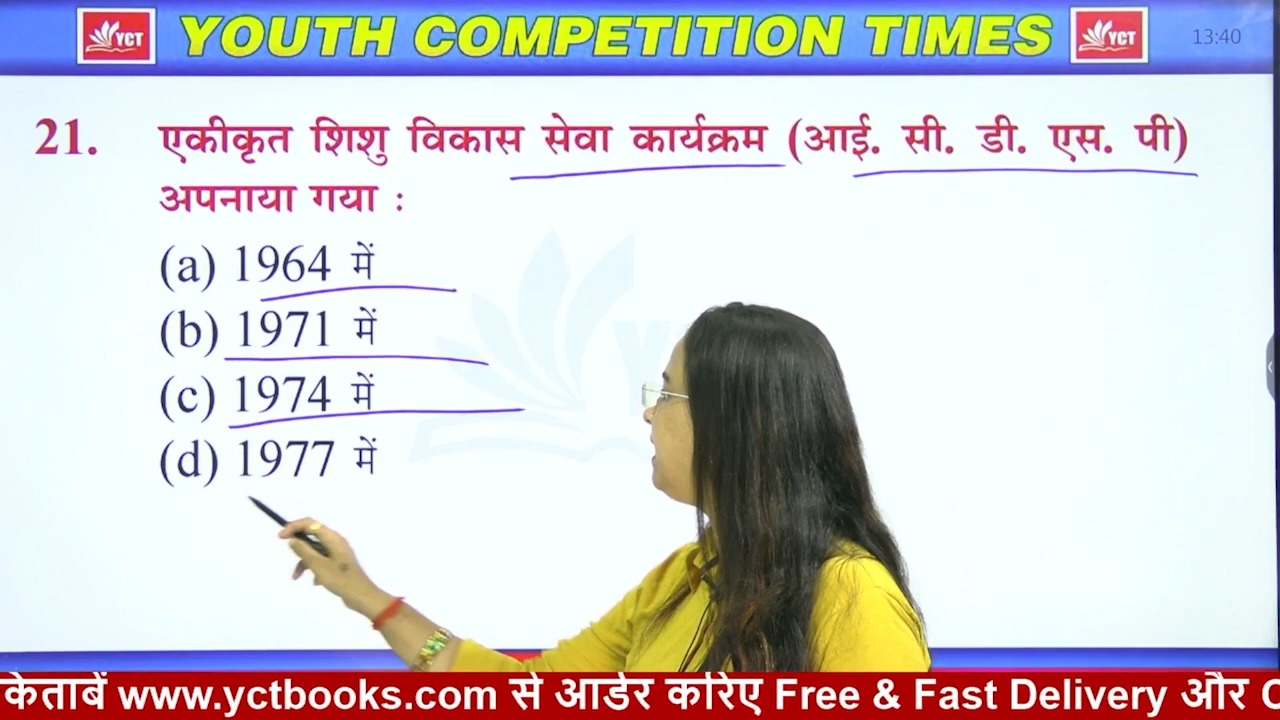 YCT
YOUTH COMPETITION TIMES
YCT
13:40
21. एकीकृत शिशु विकास सेवा कार्यक्रम (आई. सी. डी. एस. पी)
अपनाया गया :
(a) 1964 में
(b) 1971 में
(c) 1974 में
(d) 1977 में
www.yctbooks.com से आर्डर करिए Free & Fast Delivery और